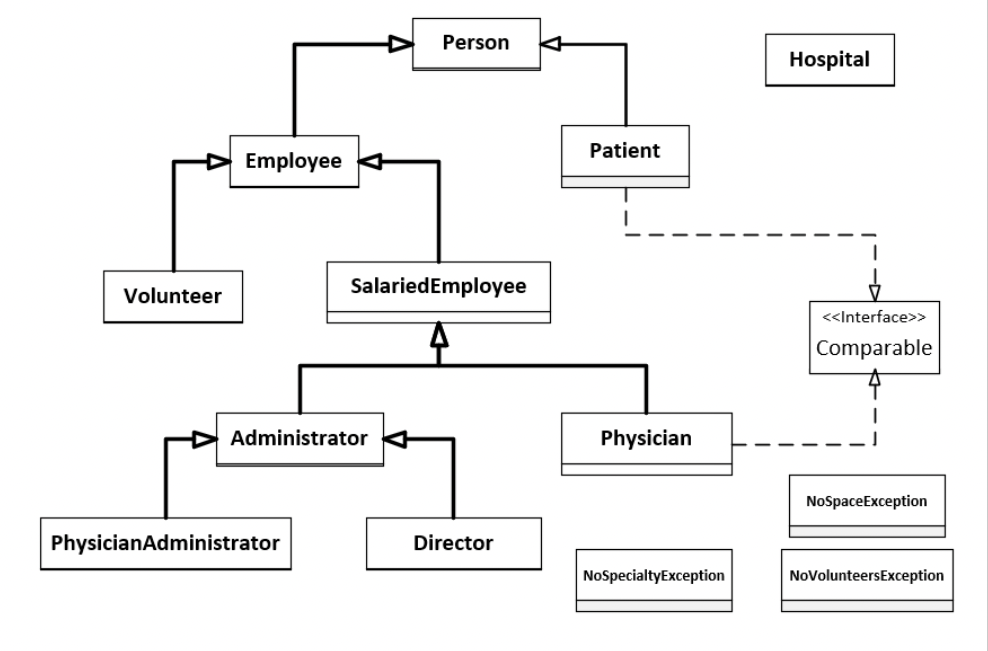 Person
Hospital
Patient
Employee
SalariedEmployee
Volunteer
<<Interface>>
Comparable
Administrator
Physician
NoSpaceException
PhysicianAdministrator
Director
NoSpecialtyException
NoVolunteersException